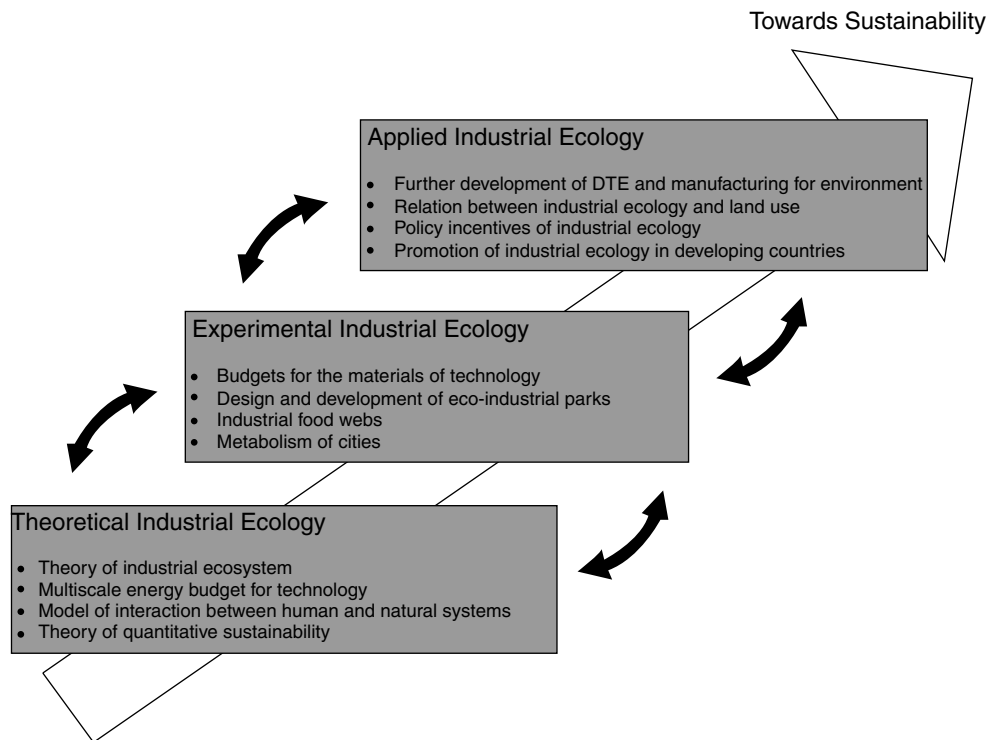 Towards Sustainability
Applied Industrial Ecology
• Further development of DTE and manufacturing for environment
• Relation between industrial ecology and land use
• Policy incentives of industrial ecology
• Promotion of industrial ecology in developing countries
Experimental Industrial Ecology
• Budgets for the materials of technology
• Design and development of eco-industrial parks
• Industrial food webs
• Metabolism of cities
Theoretical Industrial Ecology
• Theory of industrial ecosystem
• Multiscale energy budget for technology
• Model of interaction between human and natural systems
• Theory of quantitative sustainability